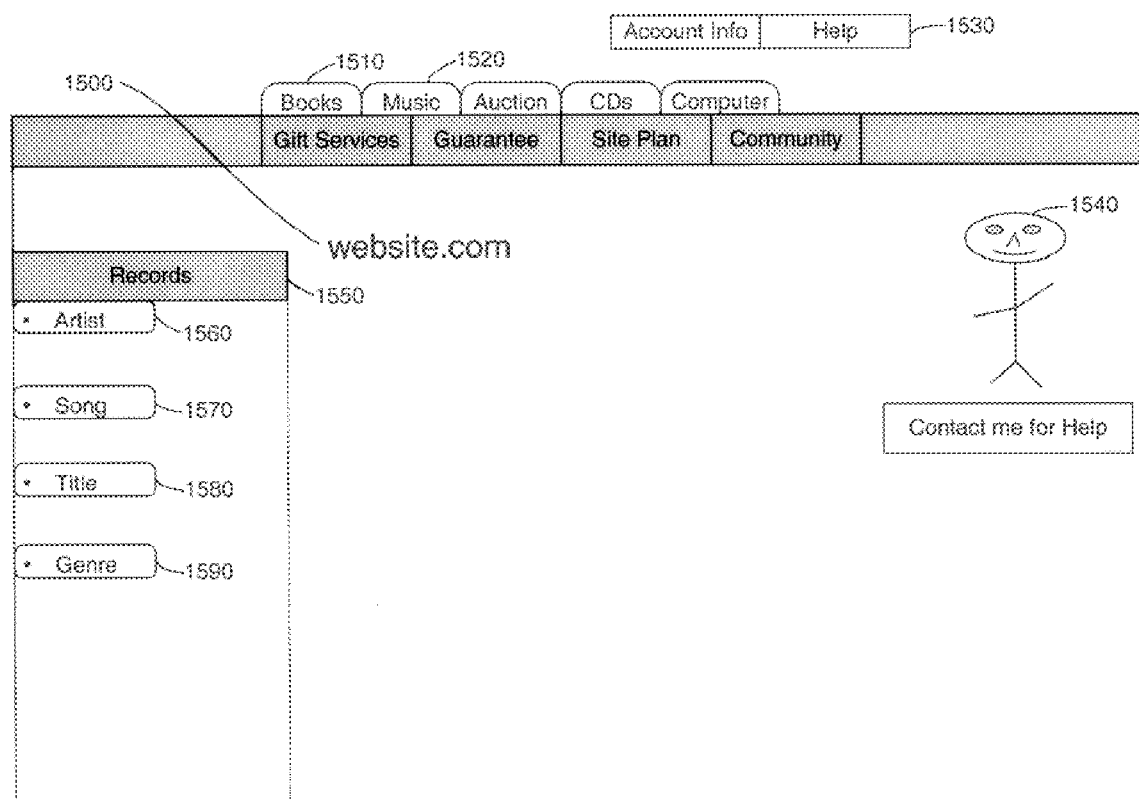 Account Info Help 1530
1510 1520
1500
Books Music Auction CDs Computer
Gift Services Guarantee Site Plan Community
1540
website.com
Records
1550
Artist
1560
Song
1570
Contact me for Help
Title
1580
Genre
1590